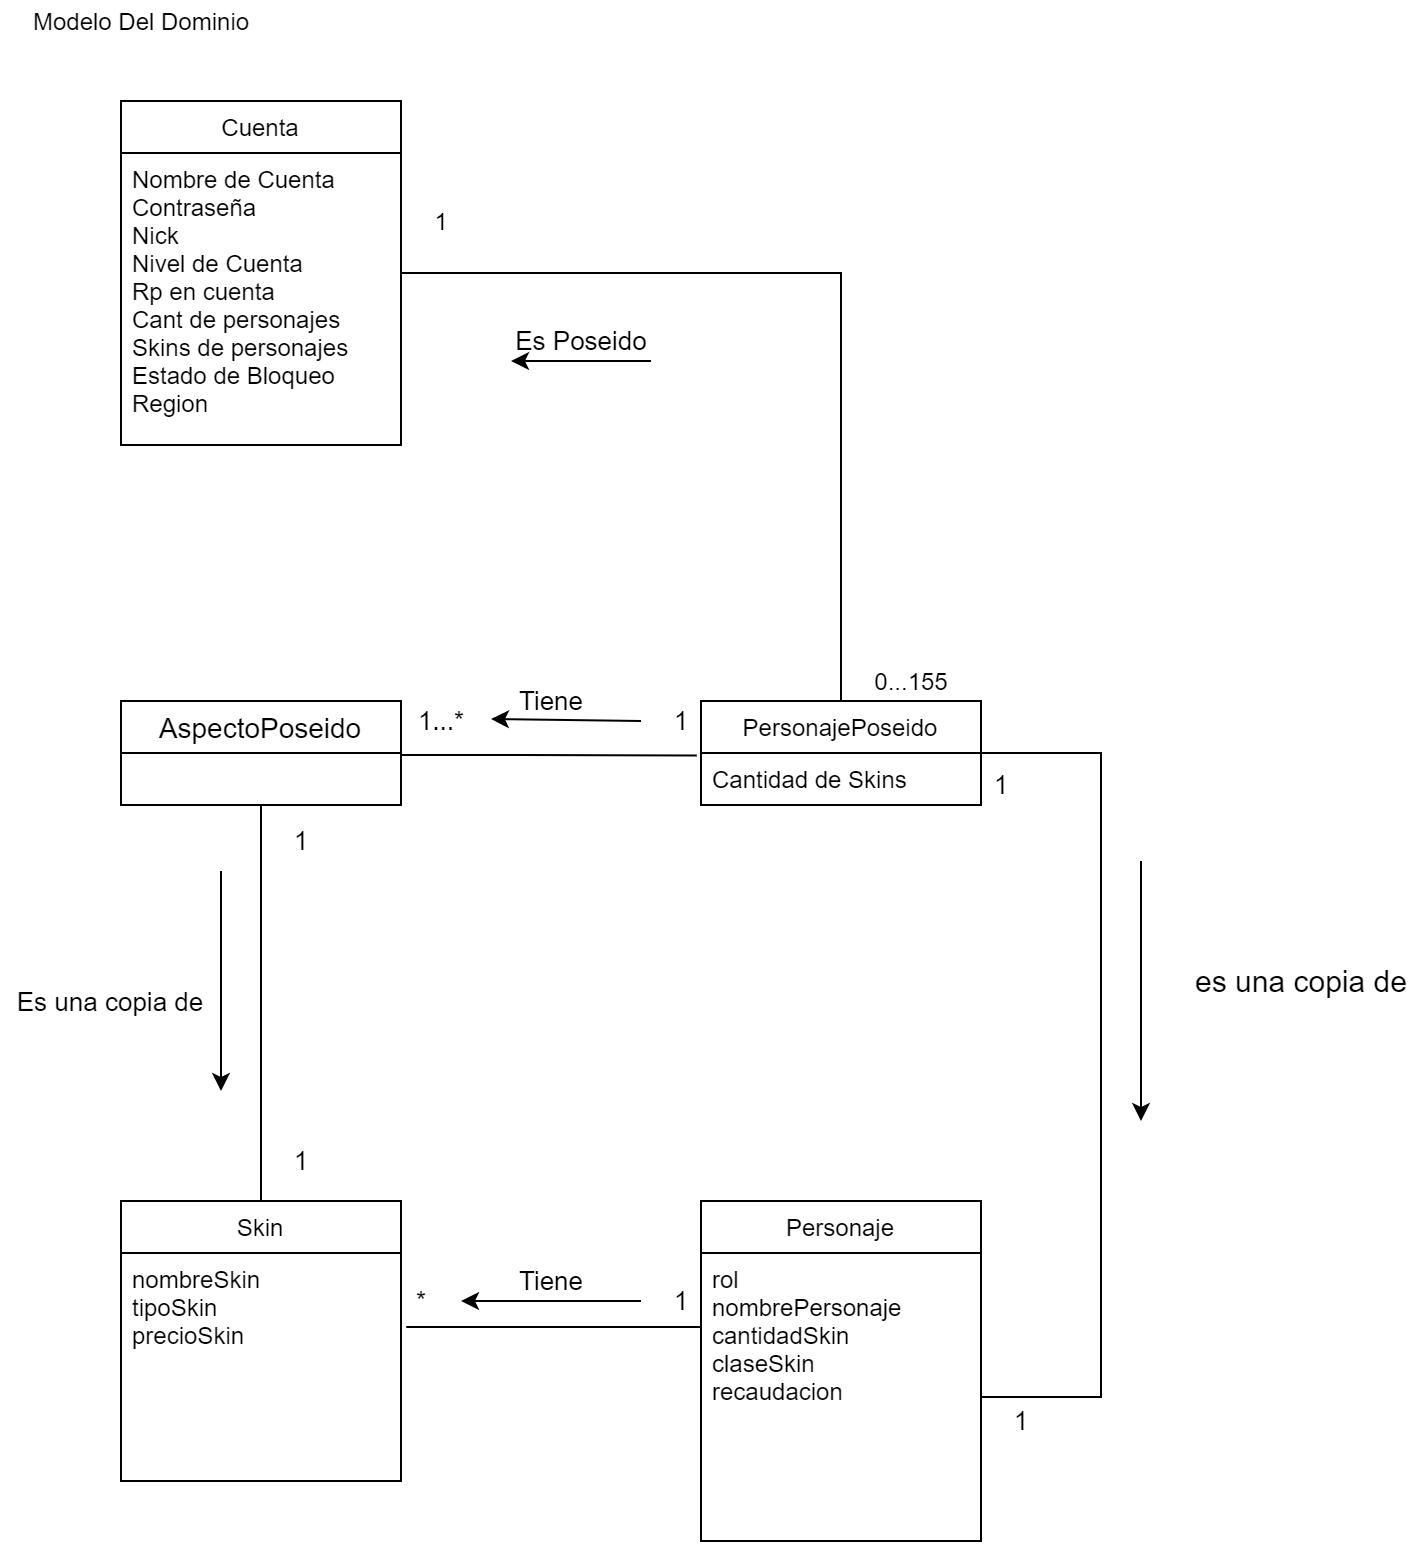 Modelo Del Dominio
Cuenta
Nombre de Cuenta
Contraseña
Nick
Nivel de Cuenta
Rp en cuenta
Cant de personajes
Skins de personajes
Estado de Bloqueo
Region
1
Es Poseido
0...155
AspectoPoseido
1...*
Tiene
1
PersonajePoseido
Cantidad de Skins
1
1
Es una copia de
es una copia de
1
Skin
nombreSkin
tipoSkin
precioSkin
*
Tiene
1
Personaje
rol
nombrePersonaje
cantidadSkin
claseSkin
recaudacion
1